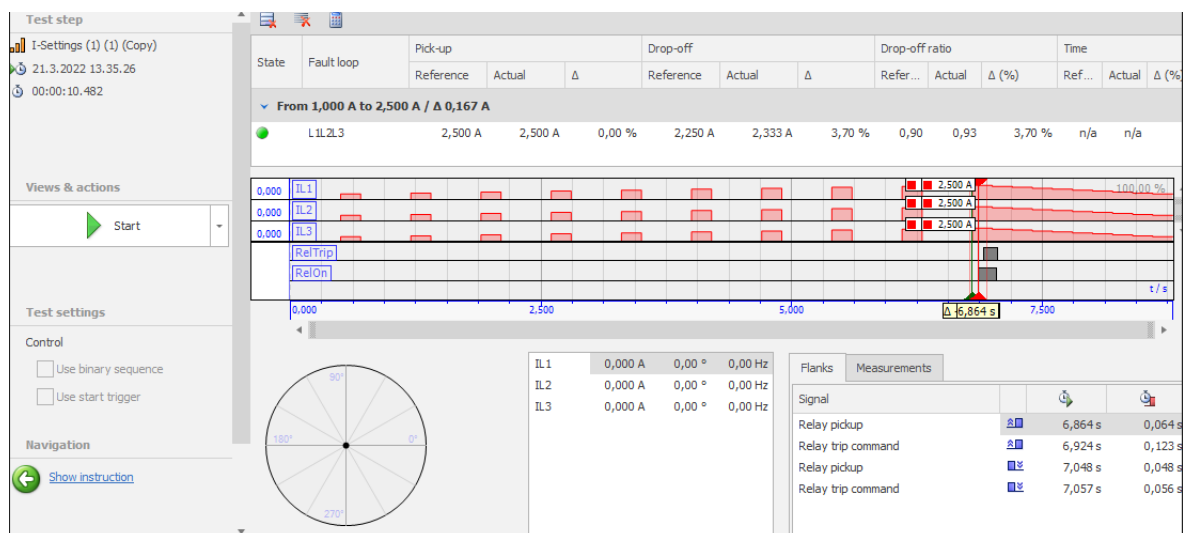 Test step
I-Settings (1) (1) (Copy)
21.3.2022 13.35.26
00:00:10.482
Views & actions
Start
Test settings
Control
Use binary sequence
Use start trigger
Navigation
Show instruction
State Fault loop Pick-up Drop-off Drop-off ratio Time
Reference Actual Δ Reference Actual Δ Refer... Actual Δ (%) Ref... Actual Δ (%)
From 1,000 A to 2,500 A / Δ 0,167 A
L1L2L3 2,500 A 2,500 A 0,00 % 2,250 A 2,333 A 3,70 % 0,90 0,93 3,70 % n/a n/a
0,000 IL1 2,500 A 100,00 %
0,000 IL2 2,500 A
0,000 IL3 2,500 A
RelTrip
RelOn
t / s
0,000 2,500 5,000 Δ -6,864 s 7,500
90°
180° 0°
270°
IL1 0,000 A 0,00 ° 0,00 Hz
IL2 0,000 A 0,00 ° 0,00 Hz
IL3 0,000 A 0,00 ° 0,00 Hz
Flanks Measurements
Signal
Relay pickup 6,864 s 0,064 s
Relay trip command 6,924 s 0,123 s
Relay pickup 7,048 s 0,048 s
Relay trip command 7,057 s 0,056 s